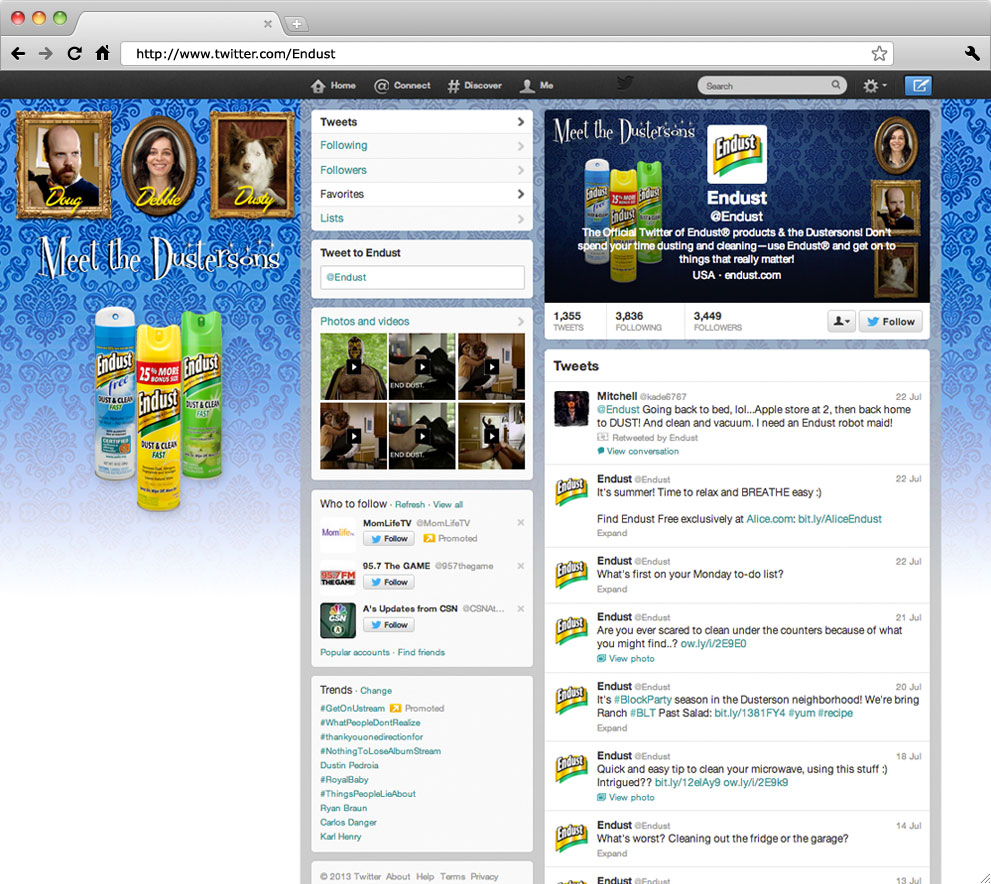 http://www.twitter.com/Endust
Home
Connect
Discover
Me
Search
Doug
Debbie
Dusty
Meet the Dustersons
Endust
free
DUST & CLEAN
FAST
25% MORE
BONUS SIZE
Endust
DUST & CLEAN
FAST
Endust
DUST & CLEAN
FAST
Tweets
Following
Followers
Favorites
Lists
Tweet to Endust
@Endust
Photos and videos
END DUST.
END DUST.
Who to follow · Refresh · View all
Momlife
MomLifeTV @MomLifeTV
Follow
Promoted
95.7 FM
THE GAME
95.7 The GAME @957thegame
Follow
CSN
A's Updates from CSN @CSNAt...
Follow
Popular accounts · Find friends
Trends · Change
#GetOnUstream Promoted
#WhatPeopleDontRealize
#thankyouonedirectionfor
#NothingToLoseAlbumStream
Dustin Pedroia
#RoyalBaby
#ThingsPeopleLieAbout
Ryan Braun
Carlos Danger
Karl Henry
© 2013 Twitter About Help Terms Privacy
Meet the Dustersons
Endust
Endust
@Endust
The Official Twitter of Endust® products & the Dustersons! Don't
spend your time dusting and cleaning—use Endust® and get on to
things that really matter!
USA · endust.com
1,355
TWEETS
3,836
FOLLOWING
3,449
FOLLOWERS
Follow
Tweets
Mitchell @kade6767 22 Jul
@Endust Going back to bed, lol...Apple store at 2, then back home
to DUST! And clean and vacuum. I need an Endust robot maid!
Retweeted by Endust
View conversation
Endust @Endust 22 Jul
It's summer! Time to relax and BREATHE easy :)
Find Endust Free exclusively at Alice.com: bit.ly/AliceEndust
Expand
Endust @Endust 22 Jul
What's first on your Monday to-do list?
Expand
Endust @Endust 21 Jul
Are you ever scared to clean under the counters because of what
you might find..? ow.ly/i/2E9E0
View photo
Endust @Endust 20 Jul
It's #BlockParty season in the Dusterson neighborhood! We're bring
Ranch #BLT Past Salad: bit.ly/1381FY4 #yum #recipe
Expand
Endust @Endust 18 Jul
Quick and easy tip to clean your microwave, using this stuff :)
Intrigued?? bit.ly/12elAy9 ow.ly/i/2E9k9
View photo
Endust @Endust 14 Jul
What's worst? Cleaning out the fridge or the garage?
Expand
Endust @Endust 13 Jul